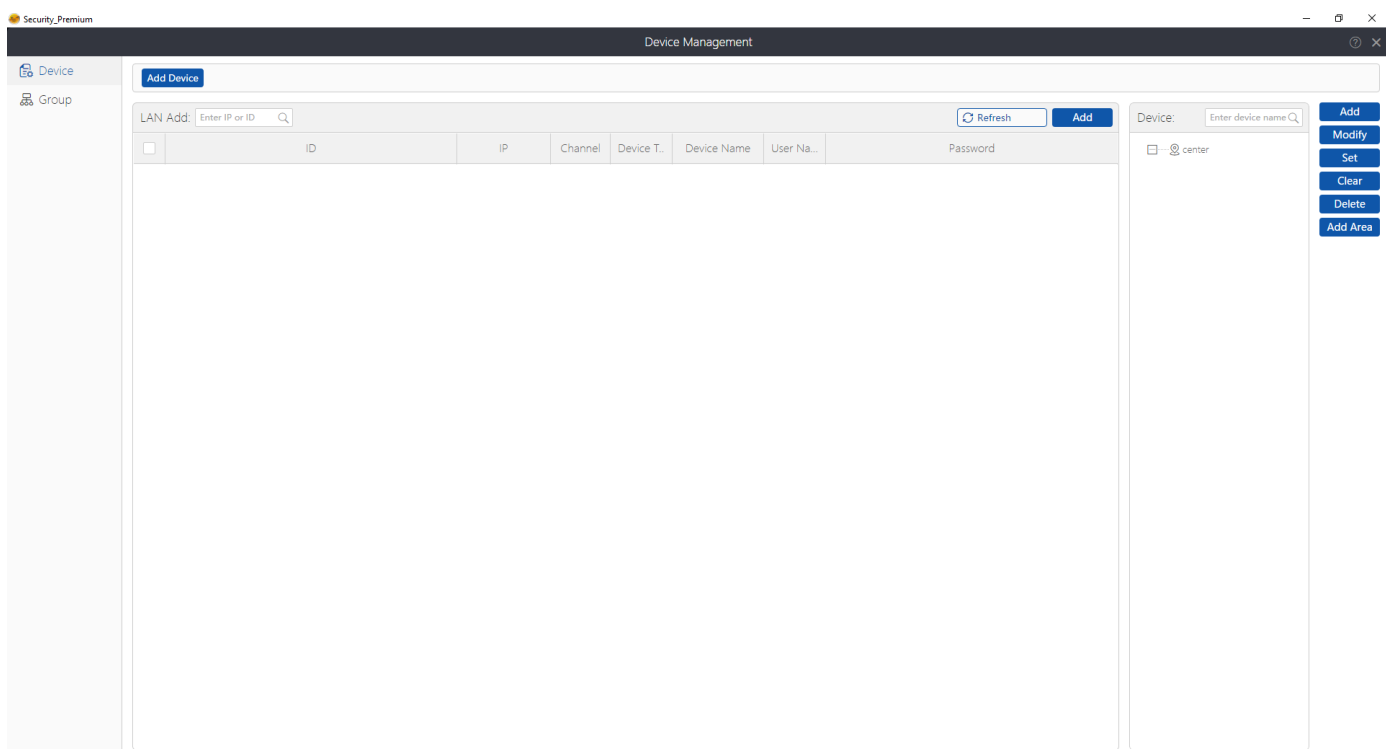 Security_Premium
Device Management
Device
Group
Add Device
LAN Add: Enter IP or ID Refresh Add
ID IP Channel Device T... Device Name User Na... Password
Device: Enter device name
center
Add
Modify
Set
Clear
Delete
Add Area